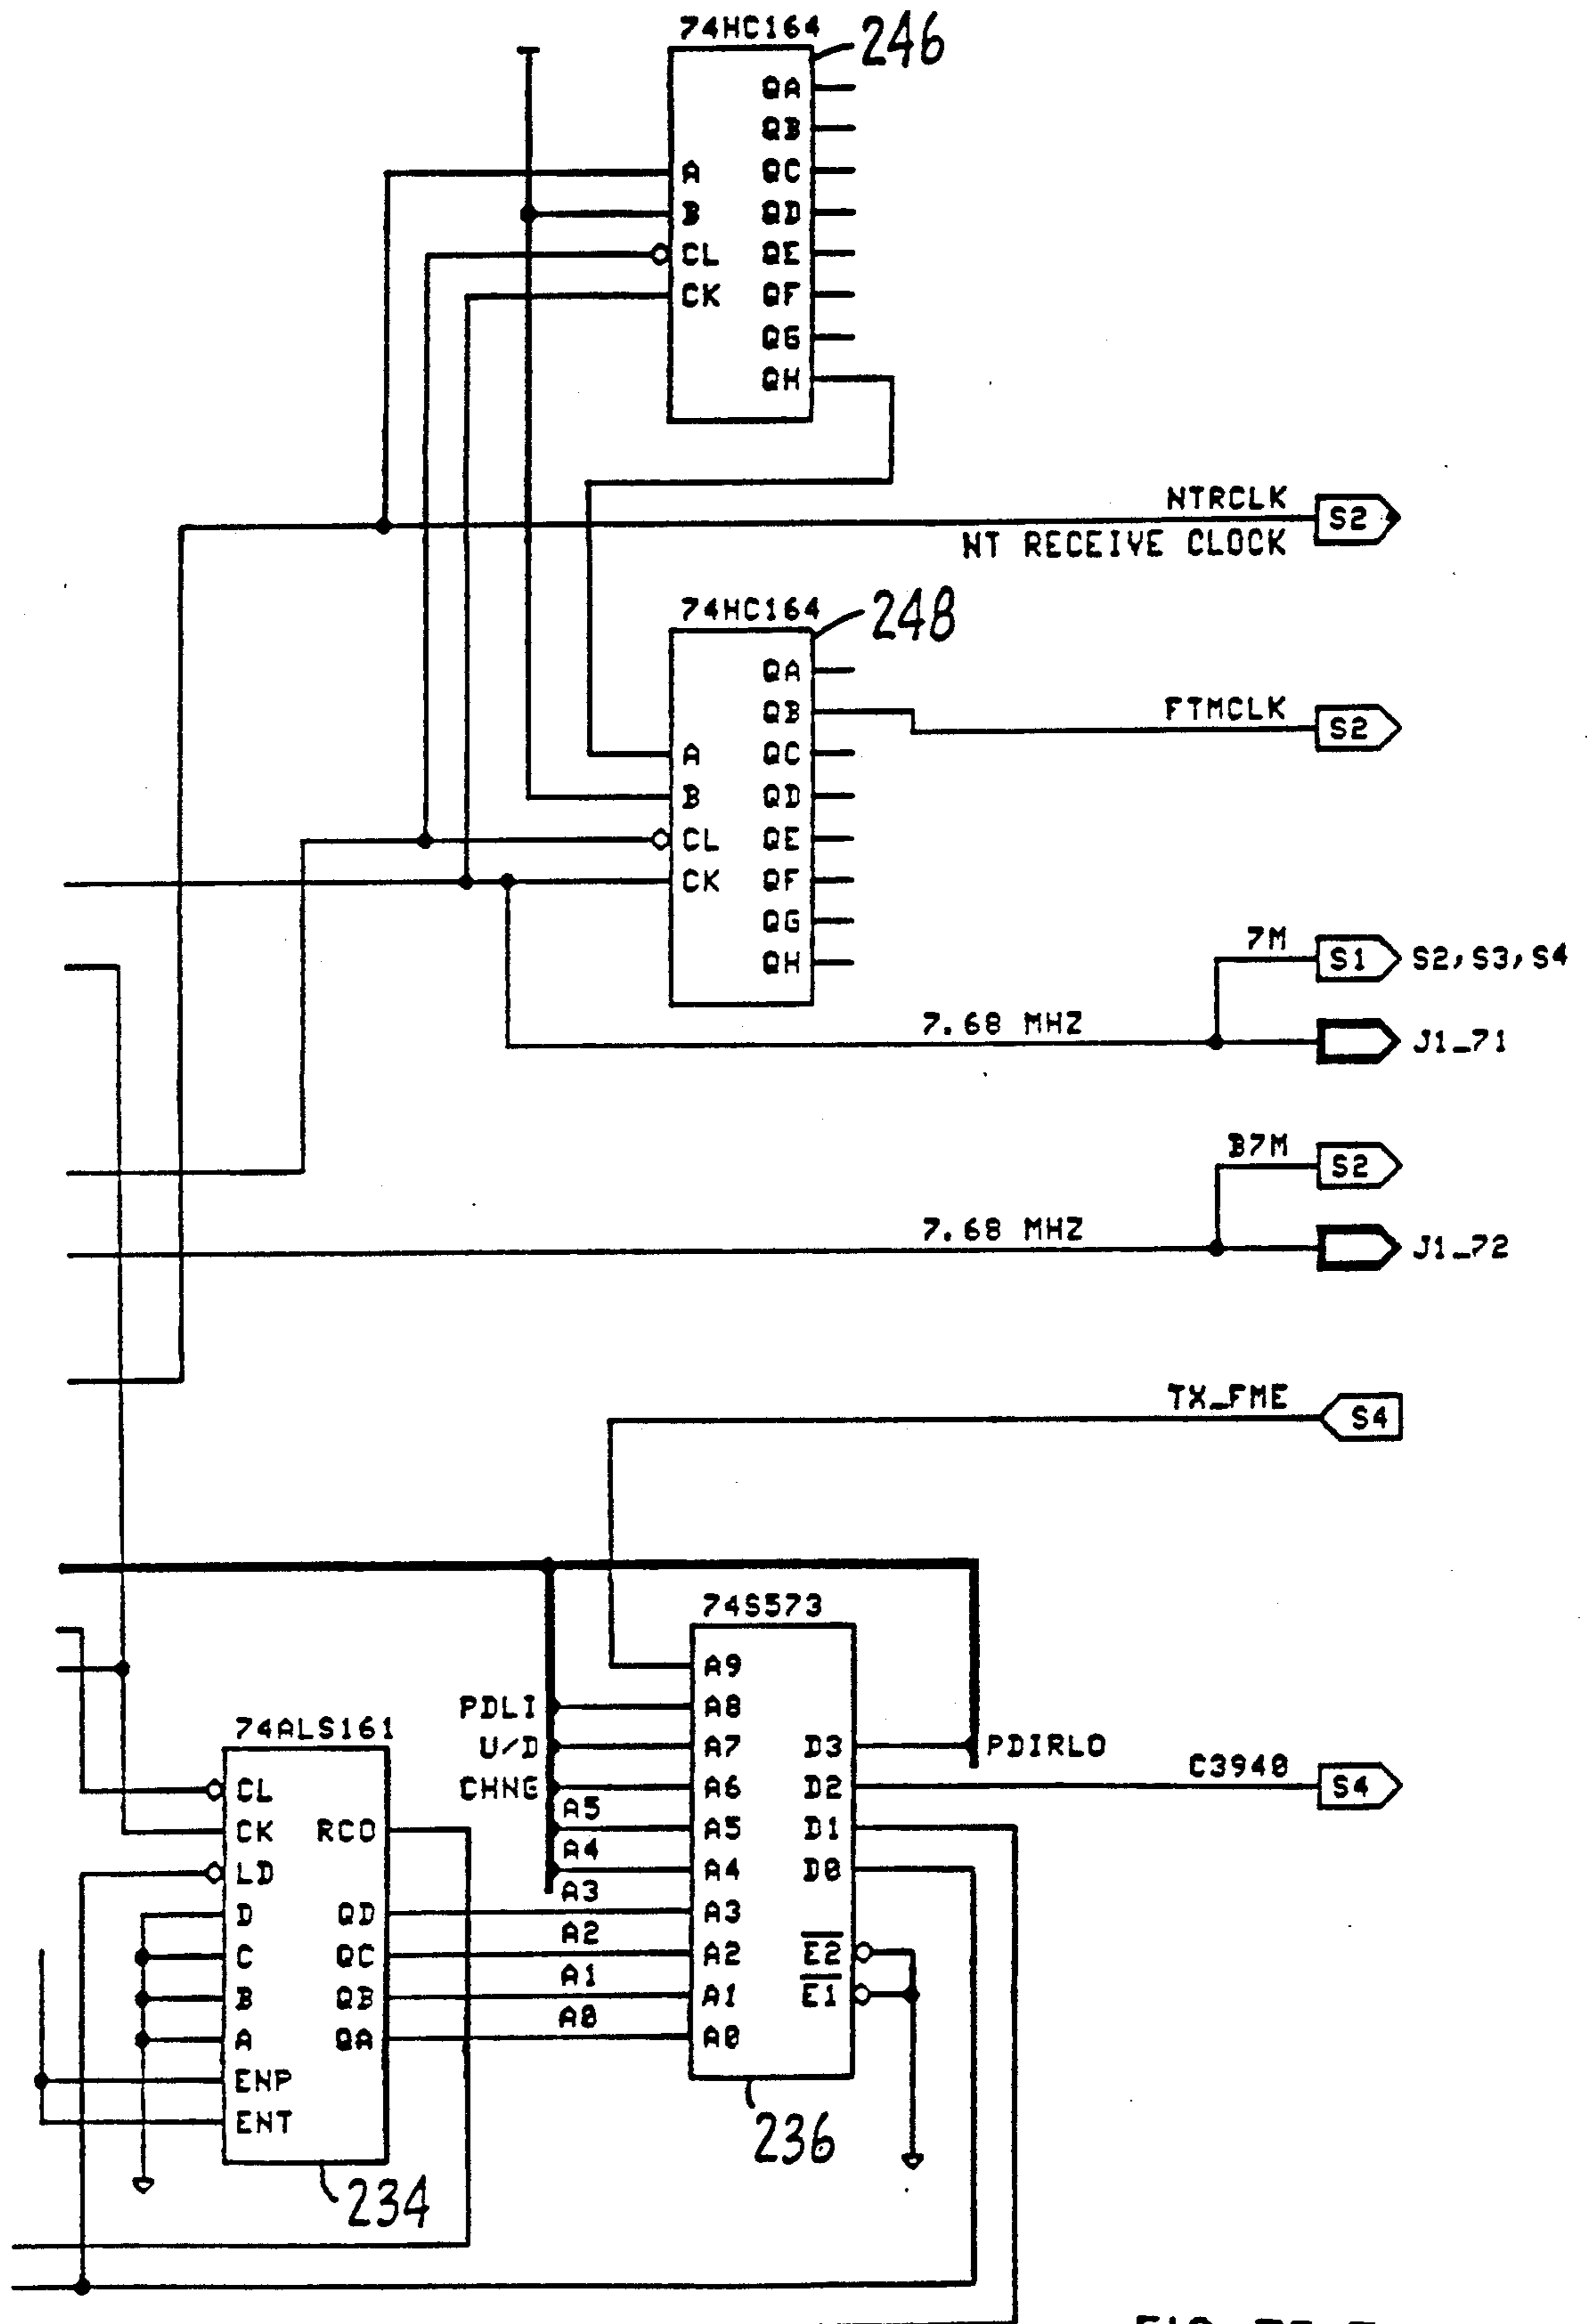 74HC164
246
QA
QB
A QC
B QD
CL QE
CK QF
QG
QH
NTRCLK S2
NT RECEIVE CLOCK
74HC164
248
QA
QB FTMCLK S2
A QC
B QD
CL QE
CK QF
QG
QH
7M S1 S2,S3,S4
7.68 MHZ J1_71
B7M S2
7.68 MHZ J1_72
TX_FME S4
74S573
A9
PDLI A8
U/D A7 D3 PDIRLO
CHNG A6 D2 C3940 S4
A5
A5 D1
A4
A4 D0
A3
A3
A2
A2 E2
A1
A1 E1
A0
A0
236
74ALS161
CL
CK RCO
LD
D QD
C QC
B QB
A QA
ENP
ENT
234